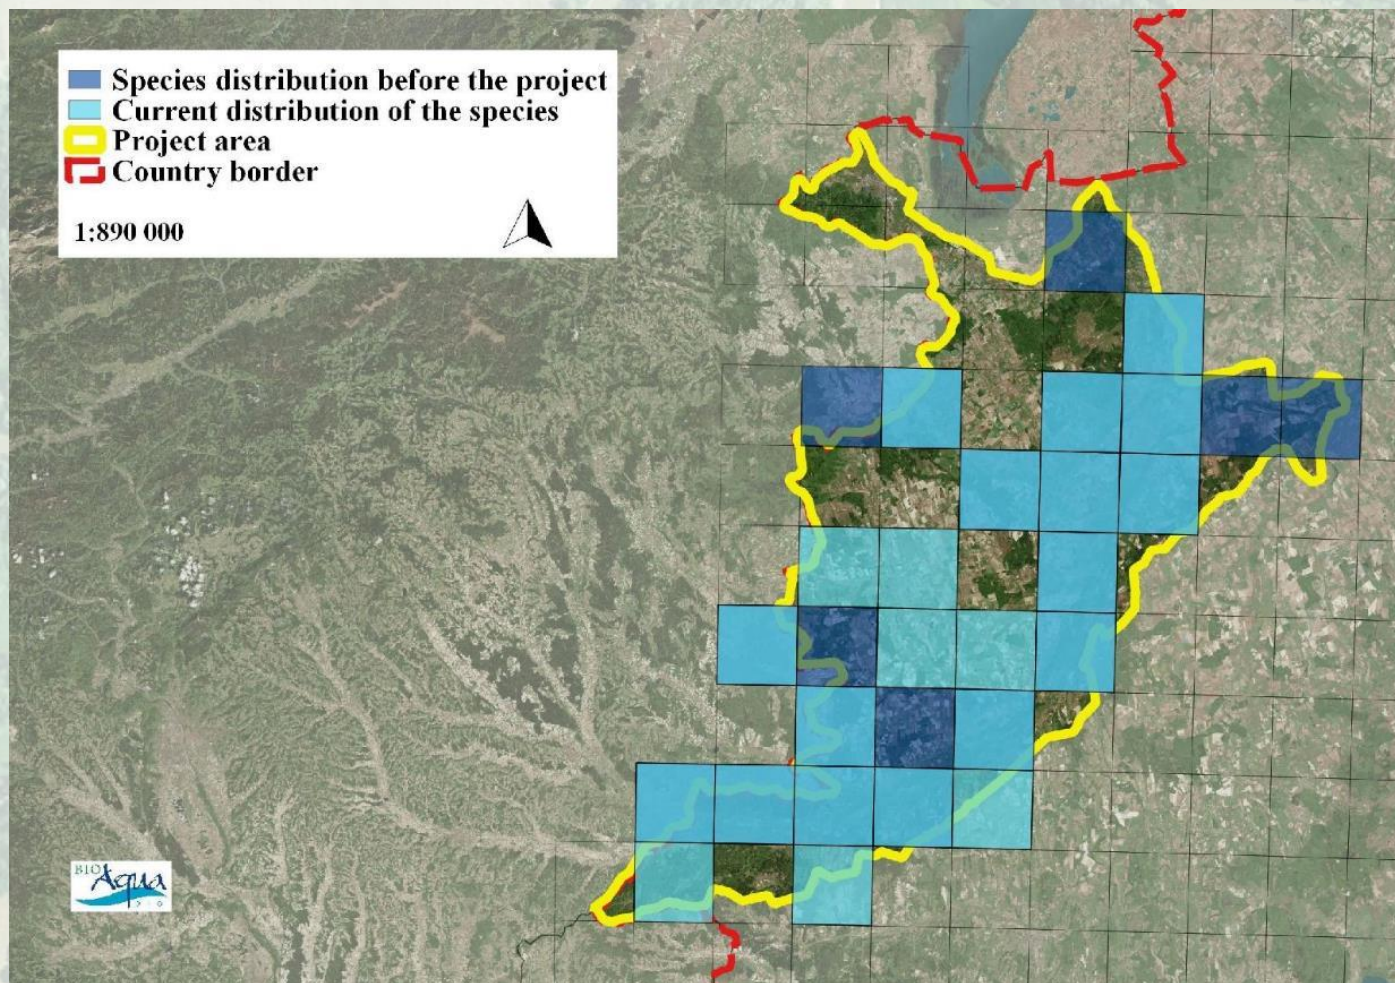 Species distribution before the project
Current distribution of the species
Project area
Country border
1:890 000
BIO
Aqua
PRO